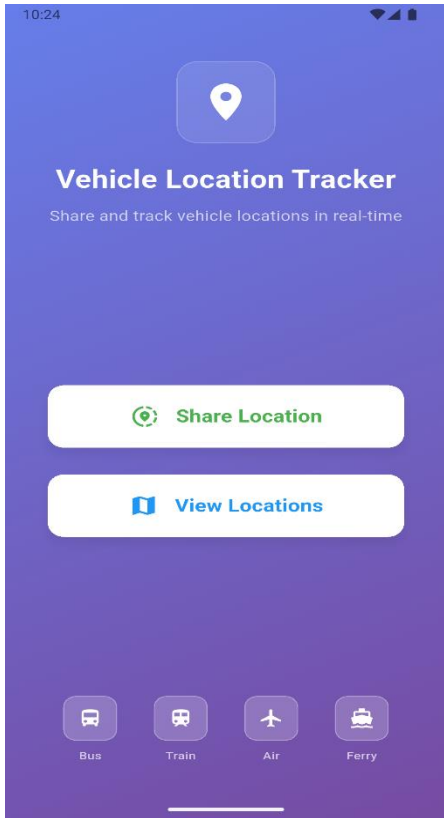 10:24
Vehicle Location Tracker
Share and track vehicle locations in real-time
Share Location
View Locations
Bus Train Air Ferry